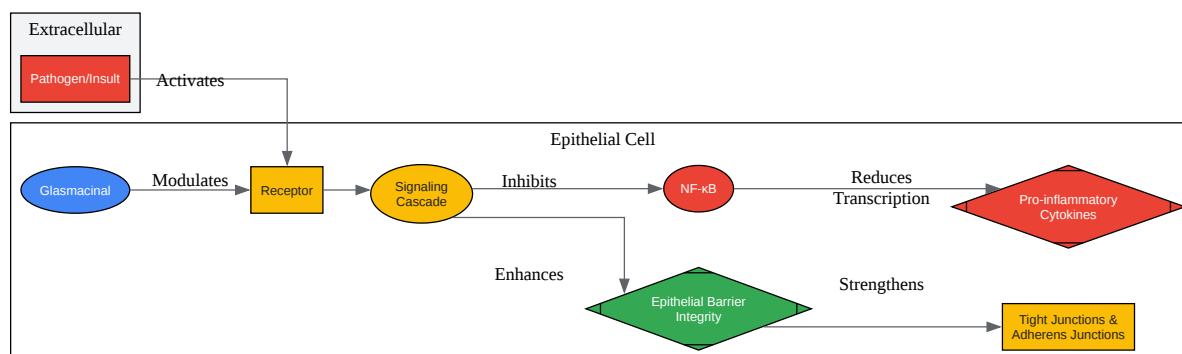 Extracellular
Pathogen/Insult
Activates
Epithelial Cell
Glasmacinal
Modulates
Receptor
Signaling
Cascade
Inhibits
NF-κB
Reduces
Transcription
Pro-inflammatory
Cytokines
Enhances
Epithelial Barrier
Integrity
Strengthens
Tight Junctions &
Adherens Junctions